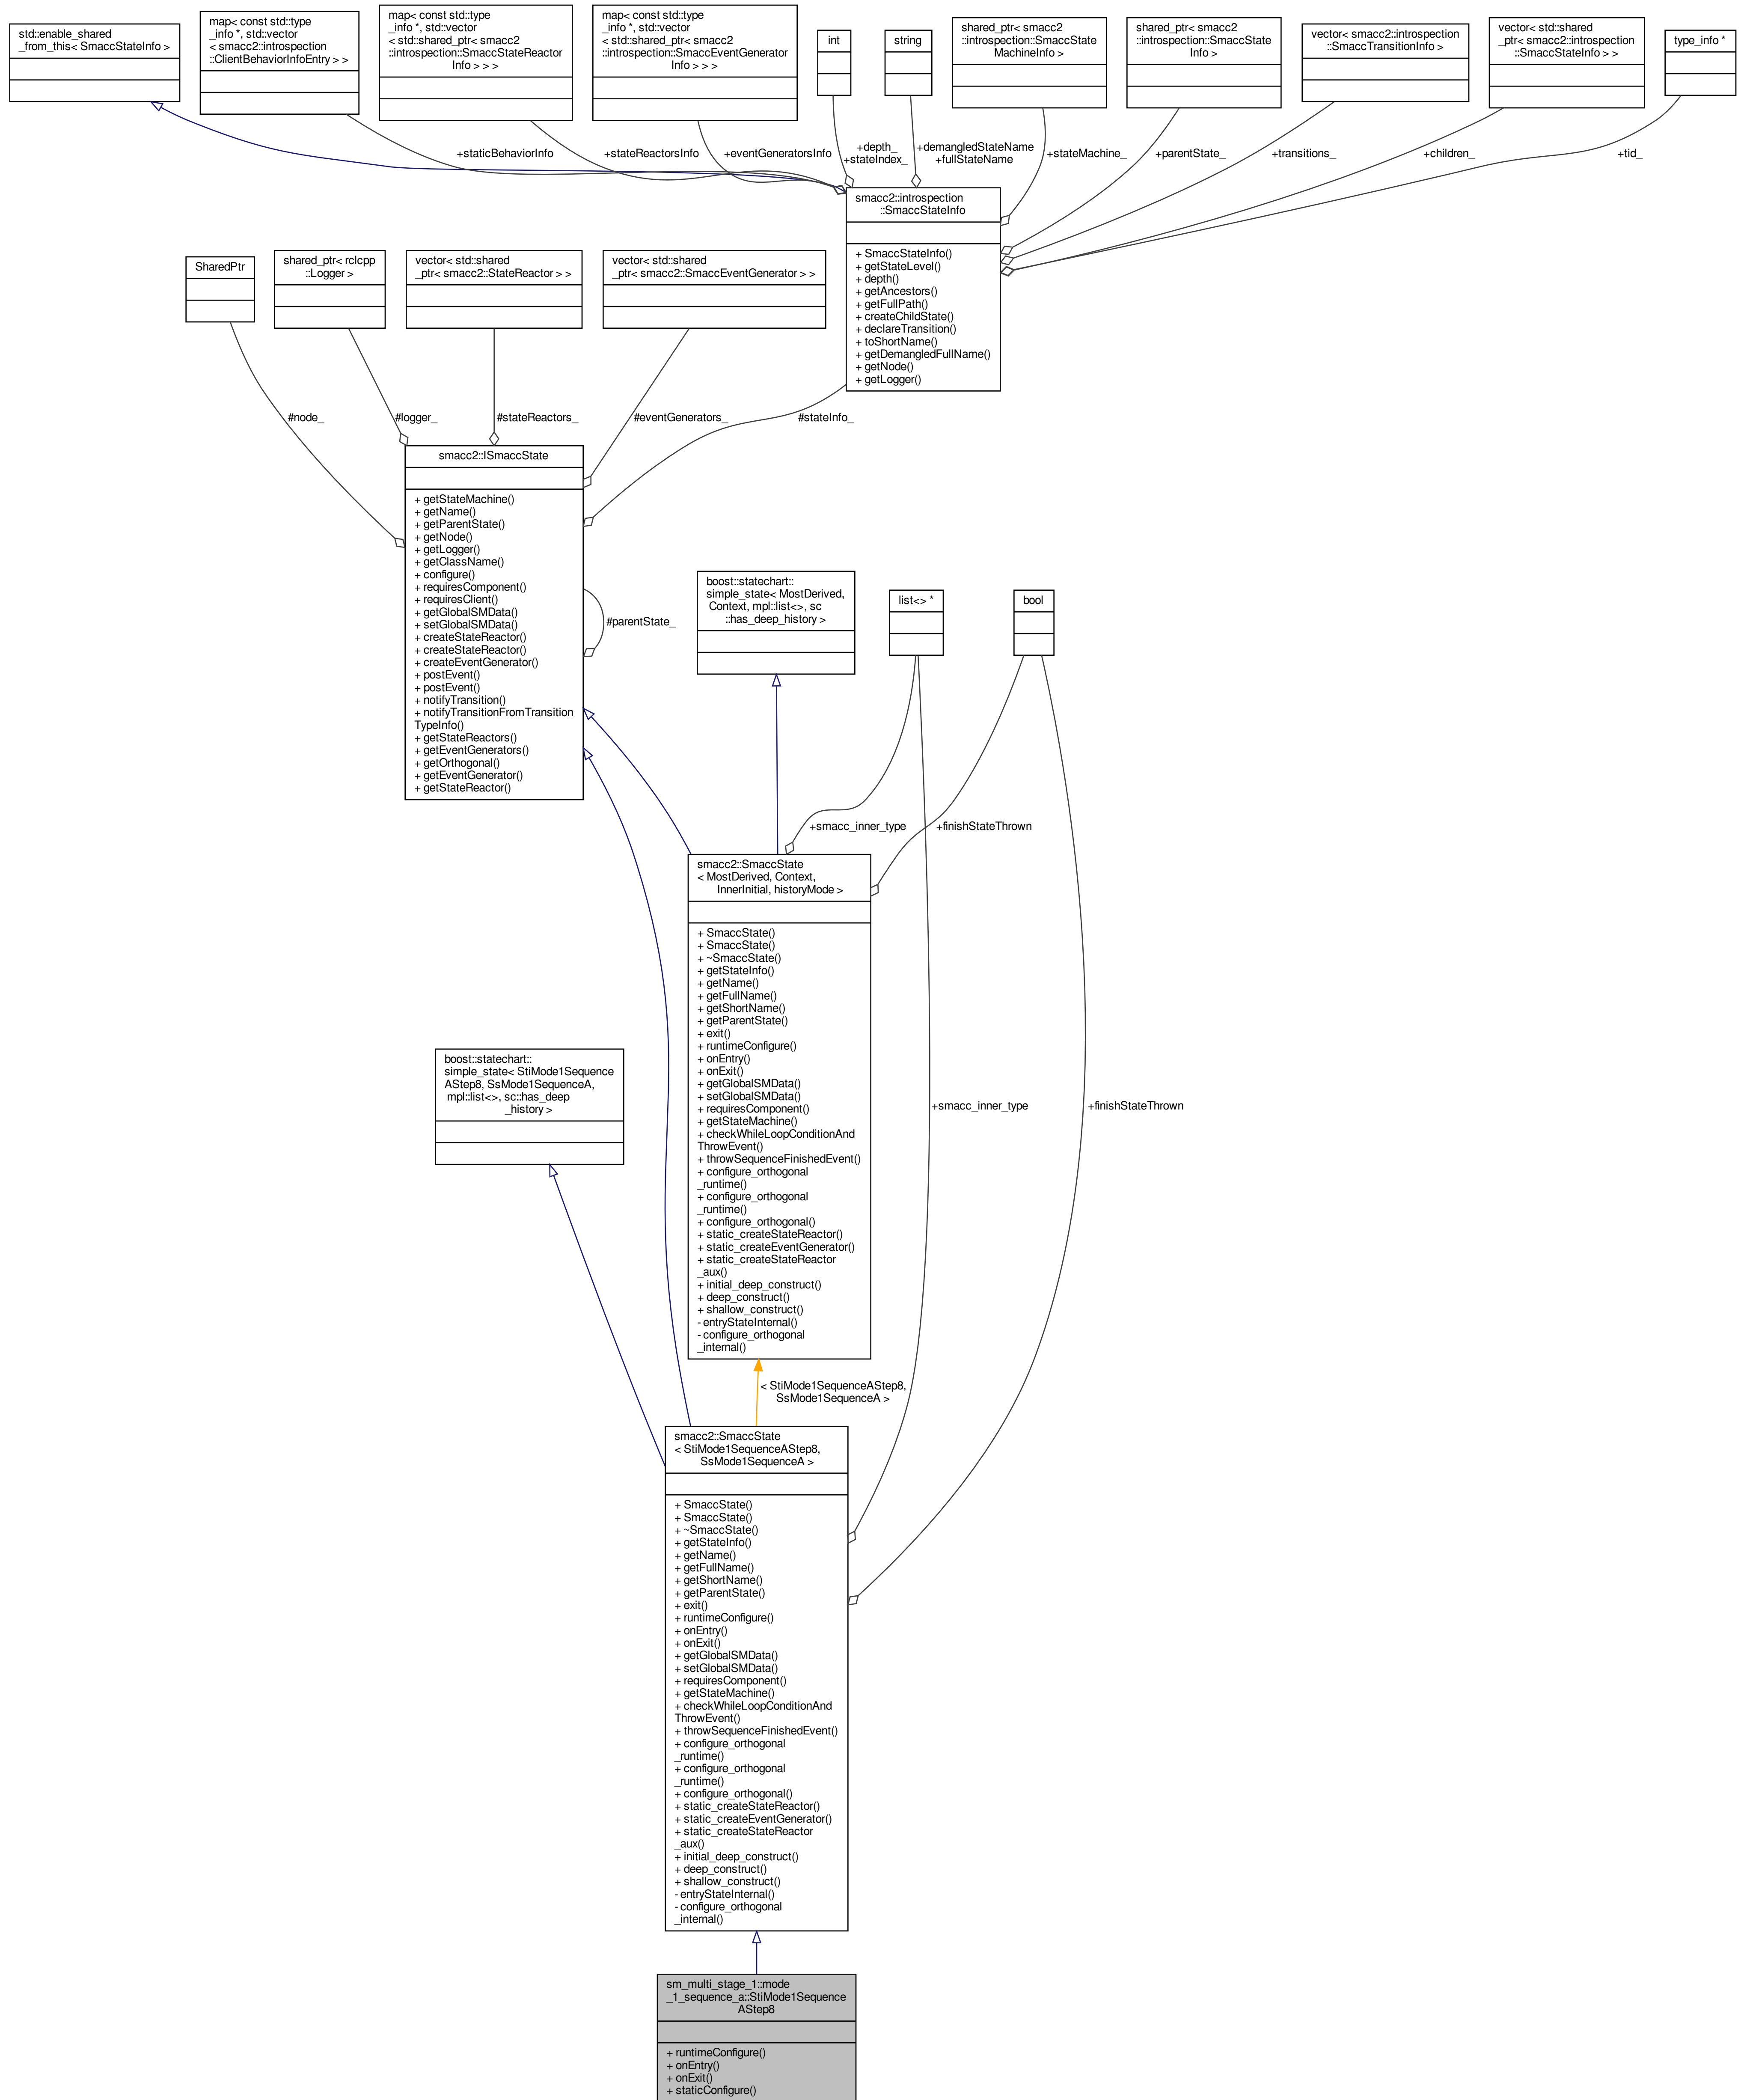 std::enable_shared
_from_this< SmaccStateInfo >
map< const std::type
_info *, std::vector
< smacc2::introspection
::ClientBehaviorInfoEntry > >
map< const std::type
_info *, std::vector
< std::shared_ptr< smacc2
::introspection::SmaccStateReactor
Info > > >
map< const std::type
_info *, std::vector
< std::shared_ptr< smacc2
::introspection::SmaccEventGenerator
Info > > >
int
string
shared_ptr< smacc2
::introspection::SmaccState
MachineInfo >
shared_ptr< smacc2
::introspection::SmaccState
Info >
vector< smacc2::introspection
::SmaccTransitionInfo >
vector< std::shared
_ptr< smacc2::introspection
::SmaccStateInfo > >
type_info *
+staticBehaviorInfo
+stateReactorsInfo
+eventGeneratorsInfo
+depth_
+stateIndex_
+demangledStateName
+fullStateName
+stateMachine_
+parentState_
+transitions_
+children_
+tid_
smacc2::introspection
::SmaccStateInfo
+ SmaccStateInfo()
+ getStateLevel()
+ depth()
+ getAncestors()
+ getFullPath()
+ createChildState()
+ declareTransition()
+ toShortName()
+ getDemangledFullName()
+ getNode()
+ getLogger()
SharedPtr
shared_ptr< rclcpp
::Logger >
vector< std::shared
_ptr< smacc2::StateReactor > >
vector< std::shared
_ptr< smacc2::SmaccEventGenerator > >
#node_
#logger_
#stateReactors_
#eventGenerators_
#stateInfo_
smacc2::ISmaccState
+ getStateMachine()
+ getName()
+ getParentState()
+ getNode()
+ getLogger()
+ getClassName()
+ configure()
+ requiresComponent()
+ requiresClient()
+ getGlobalSMData()
+ setGlobalSMData()
+ createStateReactor()
+ createStateReactor()
+ createEventGenerator()
+ postEvent()
+ postEvent()
+ notifyTransition()
+ notifyTransitionFromTransition
TypeInfo()
+ getStateReactors()
+ getEventGenerators()
+ getOrthogonal()
+ getEventGenerator()
+ getStateReactor()
#parentState_
boost::statechart::
simple_state< MostDerived,
Context, mpl::list<>, sc
::has_deep_history >
list<> *
bool
+smacc_inner_type
+finishStateThrown
smacc2::SmaccState
< MostDerived, Context,
InnerInitial, historyMode >
+ SmaccState()
+ SmaccState()
+ ~SmaccState()
+ getStateInfo()
+ getName()
+ getFullName()
+ getShortName()
+ getParentState()
+ exit()
+ runtimeConfigure()
+ onEntry()
+ onExit()
+ getGlobalSMData()
+ setGlobalSMData()
+ requiresComponent()
+ getStateMachine()
+ checkWhileLoopConditionAnd
ThrowEvent()
+ throwSequenceFinishedEvent()
+ configure_orthogonal
_runtime()
+ configure_orthogonal
_runtime()
+ configure_orthogonal()
+ static_createStateReactor()
+ static_createEventGenerator()
+ static_createStateReactor
_aux()
+ initial_deep_construct()
+ deep_construct()
+ shallow_construct()
- entryStateInternal()
- configure_orthogonal
_internal()
boost::statechart::
simple_state< StiMode1Sequence
AStep8, SsMode1SequenceA,
mpl::list<>, sc::has_deep
_history >
+smacc_inner_type
+finishStateThrown
< StiMode1SequenceAStep8,
SsMode1SequenceA >
smacc2::SmaccState
< StiMode1SequenceAStep8,
SsMode1SequenceA >
+ SmaccState()
+ SmaccState()
+ ~SmaccState()
+ getStateInfo()
+ getName()
+ getFullName()
+ getShortName()
+ getParentState()
+ exit()
+ runtimeConfigure()
+ onEntry()
+ onExit()
+ getGlobalSMData()
+ setGlobalSMData()
+ requiresComponent()
+ getStateMachine()
+ checkWhileLoopConditionAnd
ThrowEvent()
+ throwSequenceFinishedEvent()
+ configure_orthogonal
_runtime()
+ configure_orthogonal
_runtime()
+ configure_orthogonal()
+ static_createStateReactor()
+ static_createEventGenerator()
+ static_createStateReactor
_aux()
+ initial_deep_construct()
+ deep_construct()
+ shallow_construct()
- entryStateInternal()
- configure_orthogonal
_internal()
sm_multi_stage_1::mode
_1_sequence_a::StiMode1Sequence
AStep8
+ runtimeConfigure()
+ onEntry()
+ onExit()
+ staticConfigure()